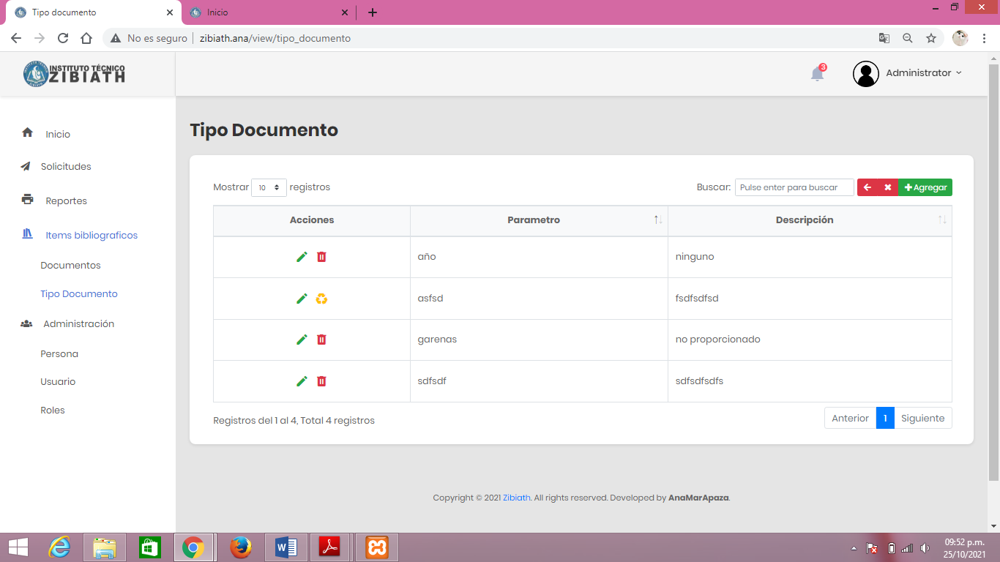 Tipo documento
Inicio
No es seguro
zibiath.ana/view/tipo_documento
INSTITUTO TÉCNICO
ZIBIATH
3
Administrator
Inicio
Solicitudes
Reportes
Items bibliograficos
Documentos
Tipo Documento
Administración
Persona
Usuario
Roles
Tipo Documento
Mostrar 10 registros
Buscar: Pulse enter para buscar Agregar
Acciones Parametro Descripción
año ninguno
asfsd fsdfsdfsd
garenas no proporcionado
sdfsdf sdfsdfsdfs
Registros del 1 al 4, Total 4 registros
Anterior 1 Siguiente
Copyright © 2021 Zibiath. All rights reserved. Developed by AnaMarApaza.
09:52 p.m.
25/10/2021